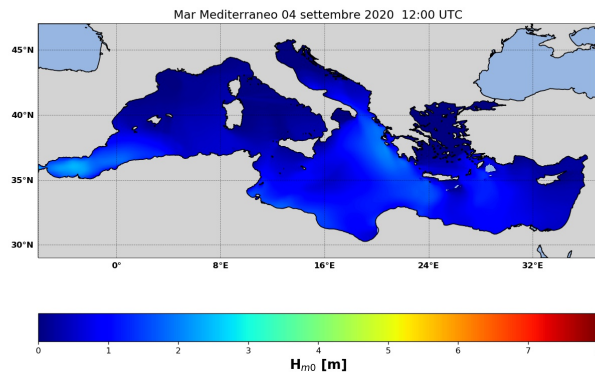 Mar Mediterraneo 04 settembre 2020 12:00 UTC
45°N
40°N
35°N
30°N
0° 8°E 16°E 24°E 32°E
0 1 2 3 4 5 6 7
Hm0 [m]